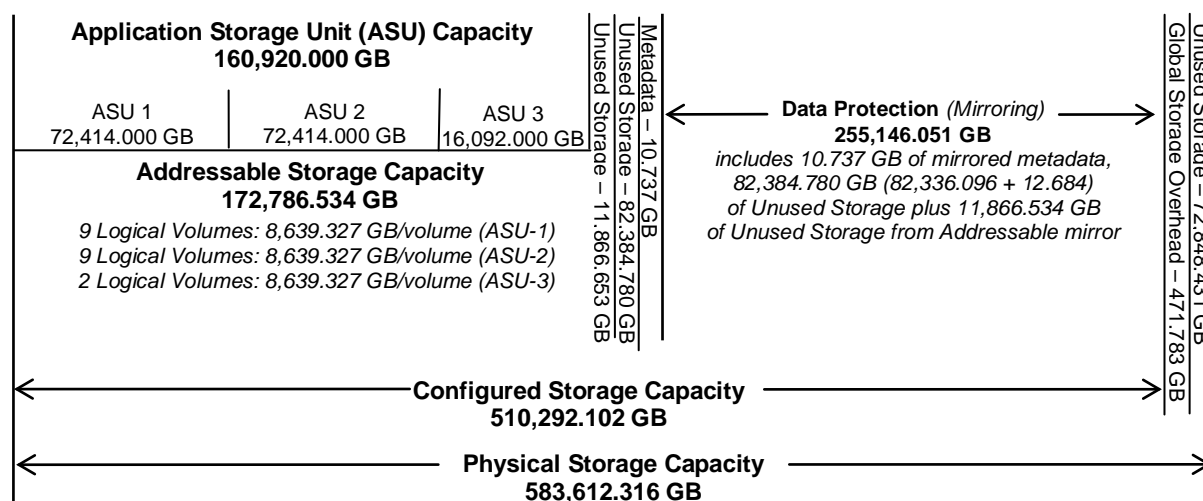 Application Storage Unit (ASU) Capacity
160,920.000 GB
ASU 1
72,414.000 GB
ASU 2
72,414.000 GB
ASU 3
16,092.000 GB
Addressable Storage Capacity
172,786.534 GB
9 Logical Volumes: 8,639.327 GB/volume (ASU-1)
9 Logical Volumes: 8,639.327 GB/volume (ASU-2)
2 Logical Volumes: 8,639.327 GB/volume (ASU-3)
Unused Storage – 11,866.653 GB
Unused Storage – 82,384.780 GB
Metadata – 10.737 GB
Data Protection (Mirroring)
255,146.051 GB
includes 10.737 GB of mirrored metadata,
82,384.780 GB (82,336.096 + 12.684)
of Unused Storage plus 11,866.534 GB
of Unused Storage from Addressable mirror
Global Storage Overhead – 471.783 GB
Unused Storage – 72,848.431 GB
Configured Storage Capacity
510,292.102 GB
Physical Storage Capacity
583,612.316 GB